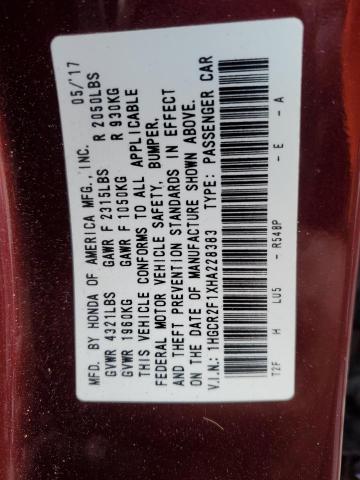 MFD. BY HONDA OF AMERICA MFG., INC. 05/'17
GVWR 4321LBS GAWR F 2315LBS R 2050LBS
GVWR 1960KG GAWR F 1050KG R 930KG
THIS VEHICLE CONFORMS TO ALL APPLICABLE
FEDERAL MOTOR VEHICLE SAFETY, BUMPER,
AND THEFT PREVENTION STANDARDS IN EFFECT
ON THE DATE OF MANUFACTURE SHOWN ABOVE.
V.I.N.: 1HGCR2F1XHA228383 TYPE: PASSENGER CAR
T2F H LU5 - R548P - E - A